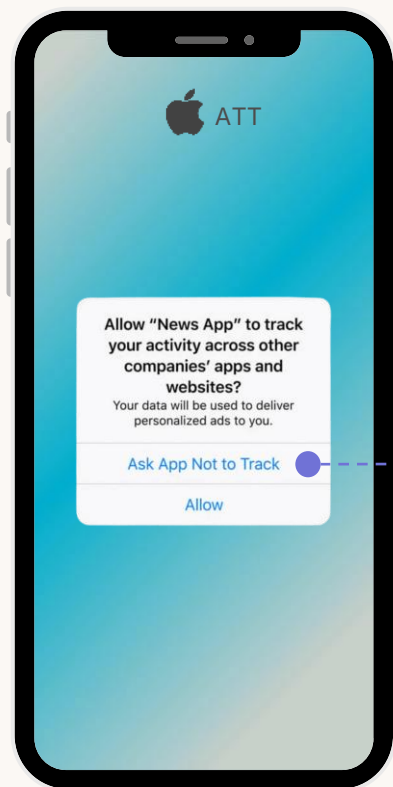 ATT
Allow “News App” to track
your activity across other
companies’ apps and
websites?
Your data will be used to deliver
personalized ads to you.
Ask App Not to Track
Allow